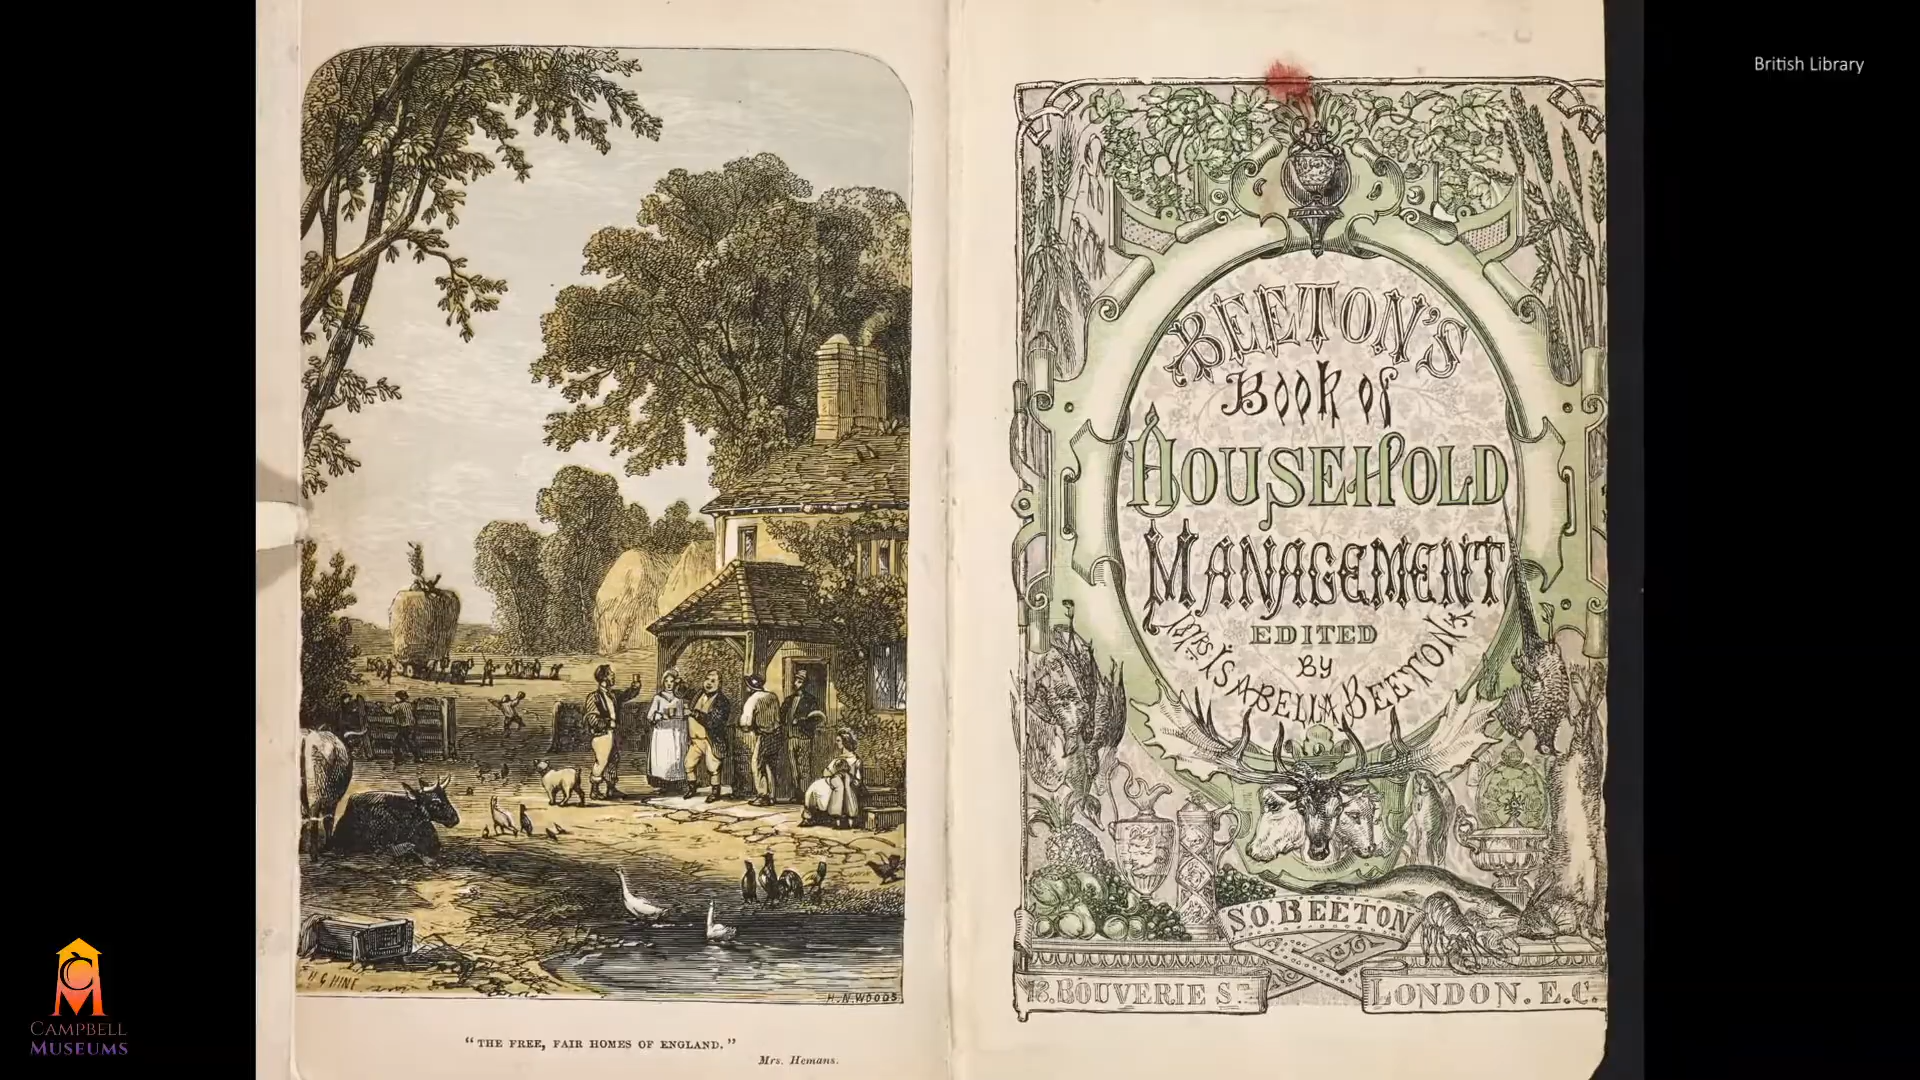 British Library
H G HINE
H. N. WOODS.
"THE FREE, FAIR HOMES OF ENGLAND."
Mrs. Hemans.
BEETON'S
BOOK OF
HOUSEHOLD
MANAGEMENT
EDITED
BY
MRS ISABELLA BEETON
S.O. BEETON
18. BOUVERIE ST
LONDON. E.C.
CAMPBELL
MUSEUMS